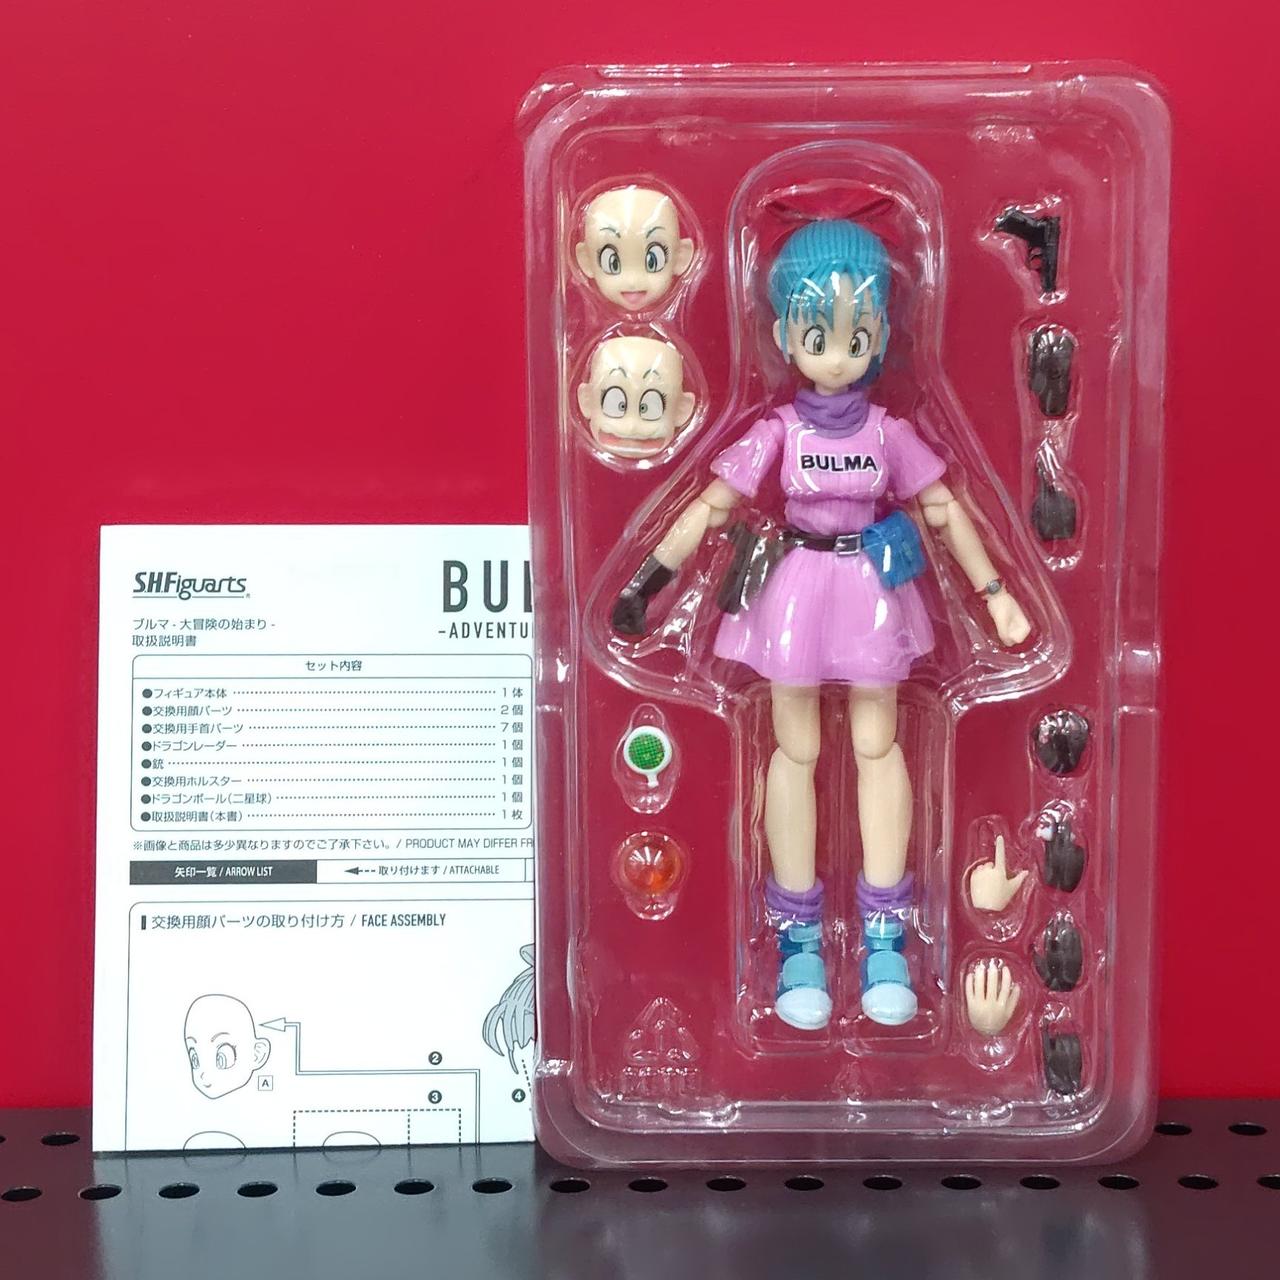 S.H.Figuarts
BUL
ブルマ - 大冒険の始まり -
-ADVENTU
取扱説明書
セット内容
●フィギュア本体 1体
●交換用顔パーツ 2個
●交換用手首パーツ 7個
●ドラゴンレーダー 1個
●銃 1個
●交換用ホルスター 1個
●ドラゴンボール(二星球) 1個
●取扱説明書(本書) 1枚
※画像と商品は多少異なりますのでご了承下さい。/ PRODUCT MAY DIFFER FR
矢印一覧 / ARROW LIST
取り付けます / ATTACHABLE
交換用顔パーツの取り付け方 / FACE ASSEMBLY
A
2
3
4
BULMA